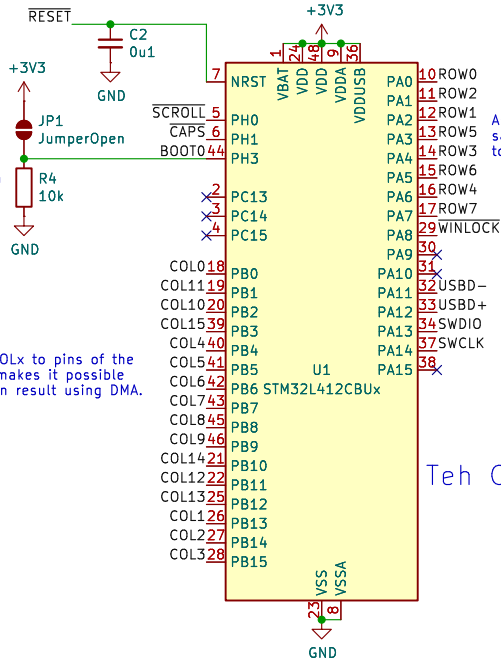 RESET
+3V3
C2
0u1
GND
+3V3
JP1
JumperOpen
R4
10k
GND
1 VBAT
24 VDD
48 VDD
9 VDDA
36 VDDUSB
7 NRST
SCROLL 5 PH0
CAPS 6 PH1
BOOT0 44 PH3
2 PC13
3 PC14
4 PC15
COL0 18 PB0
COL11 19 PB1
COL10 20 PB2
COL15 39 PB3
COL4 40 PB4
COL5 41 PB5
COL6 42 PB6
COL7 43 PB7
COL8 45 PB8
COL9 46 PB9
COL14 21 PB10
COL12 22 PB11
COL13 25 PB12
COL1 26 PB13
COL2 27 PB14
COL3 28 PB15
PA0 10 ROW0
PA1 11 ROW2
PA2 12 ROW1
PA3 13 ROW5
PA4 14 ROW3
PA5 15 ROW6
PA6 16 ROW4
PA7 17 ROW7
PA8 29 WINLOCK
PA9 30
PA10 31
PA11 32 USBD-
PA12 33 USBD+
PA13 34 SWDIO
PA14 37 SWCLK
PA15 38
U1
STM32L412CBUx
23 VSS
8 VSSA
GND
OLx to pins of the
makes it possible
n result using DMA.
A
sa
to
Teh